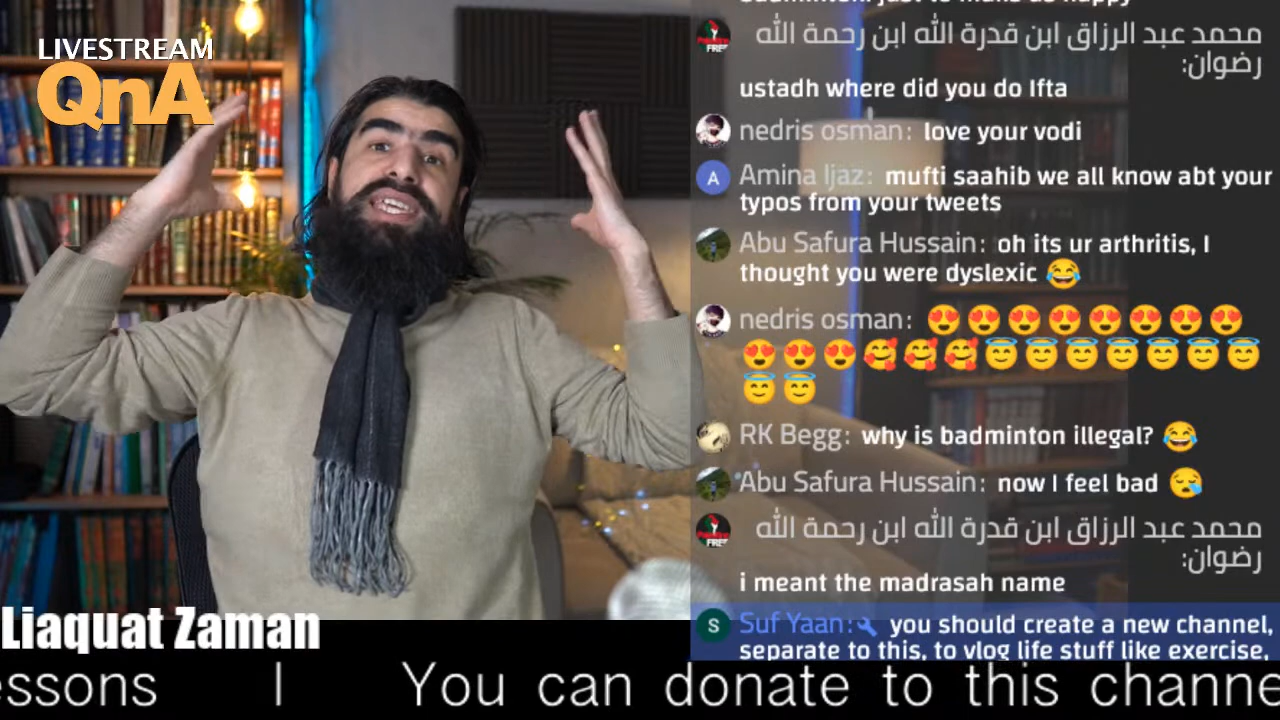 LIVESTREAM
QnA
محمد عبد الرزاق ابن قدرة الله ابن رحمة الله
رضوان:
ustadh where did you do Ifta
nedris osman: love your vodi
A Amina Ijaz: mufti saahib we all know abt your
typos from your tweets
Abu Safura Hussain: oh its ur arthritis, I
thought you were dyslexic 😂
nedris osman: 😍😍😍😍😍😍😍😍
😍😍😍🥰🥰🥰😇😇😇😇😇😇😇
😇😇
RK Begg: why is badminton illegal? 😂
Abu Safura Hussain: now I feel bad 😪
محمد عبد الرزاق ابن قدرة الله ابن رحمة الله
رضوان:
FREE
i meant the madrasah name
S Suf Yaan:🔧 you should create a new channel,
separate to this, to vlog life stuff like exercise,
Liaquat Zaman
essons | You can donate to this channe